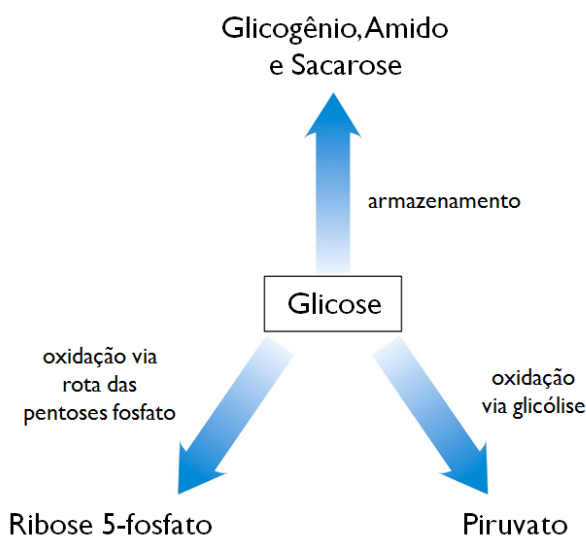 Glicogênio, Amido
e Sacarose
armazenamento
Glicose
oxidação via
rota das
pentoses fosfato
oxidação
via glicólise
Ribose 5-fosfato
Piruvato